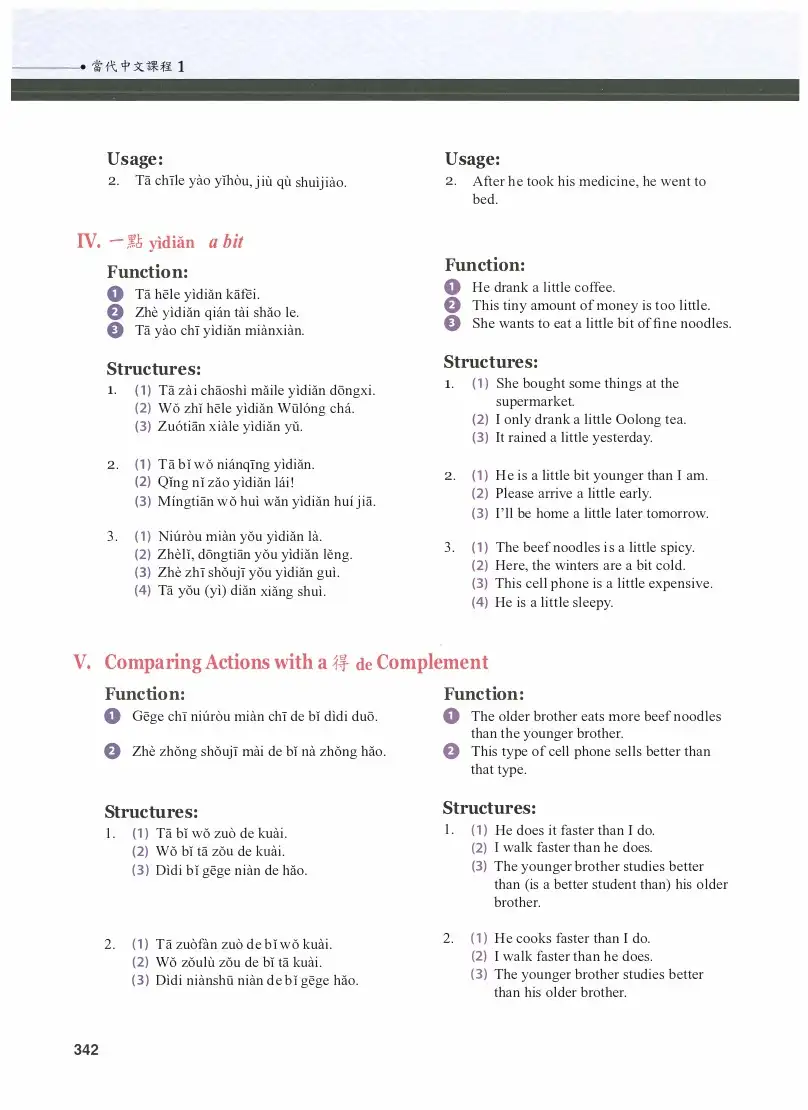 當代中文課程 1
Usage:
2. Tā chīle yào yǐhòu, jiù qù shuìjiào.
IV. 一點 yìdiǎn a bit
Function:
1 Tā hēle yìdiǎn kāfēi.
2 Zhè yìdiǎn qián tài shǎo le.
3 Tā yào chī yìdiǎn miànxiàn.
Structures:
1. (1) Tā zài chāoshì mǎile yìdiǎn dōngxi.
(2) Wǒ zhǐ hēle yìdiǎn Wūlóng chá.
(3) Zuótiān xiàle yìdiǎn yǔ.
2. (1) Tā bǐ wǒ niánqīng yìdiǎn.
(2) Qǐng nǐ zǎo yìdiǎn lái!
(3) Míngtiān wǒ huì wǎn yìdiǎn huí jiā.
3. (1) Niúròu miàn yǒu yìdiǎn là.
(2) Zhèlǐ, dōngtiān yǒu yìdiǎn lěng.
(3) Zhè zhī shǒujī yǒu yìdiǎn guì.
(4) Tā yǒu (yì) diǎn xiǎng shuì.
Usage:
2. After he took his medicine, he went to
bed.
Function:
1 He drank a little coffee.
2 This tiny amount of money is too little.
3 She wants to eat a little bit of fine noodles.
Structures:
1. (1) She bought some things at the
supermarket.
(2) I only drank a little Oolong tea.
(3) It rained a little yesterday.
2. (1) He is a little bit younger than I am.
(2) Please arrive a little early.
(3) I'll be home a little later tomorrow.
3. (1) The beef noodles is a little spicy.
(2) Here, the winters are a bit cold.
(3) This cell phone is a little expensive.
(4) He is a little sleepy.
V. Comparing Actions with a 得 de Complement
Function:
1 Gēge chī niúròu miàn chī de bǐ dìdi duō.
2 Zhè zhǒng shǒujī mài de bǐ nà zhǒng hǎo.
Structures:
1. (1) Tā bǐ wǒ zuò de kuài.
(2) Wǒ bǐ tā zǒu de kuài.
(3) Dìdi bǐ gēge niàn de hǎo.
2. (1) Tā zuòfàn zuò de bǐ wǒ kuài.
(2) Wǒ zǒulù zǒu de bǐ tā kuài.
(3) Dìdi niànshū niàn de bǐ gēge hǎo.
Function:
1 The older brother eats more beef noodles
than the younger brother.
2 This type of cell phone sells better than
that type.
Structures:
1. (1) He does it faster than I do.
(2) I walk faster than he does.
(3) The younger brother studies better
than (is a better student than) his older
brother.
2. (1) He cooks faster than I do.
(2) I walk faster than he does.
(3) The younger brother studies better
than his older brother.
342